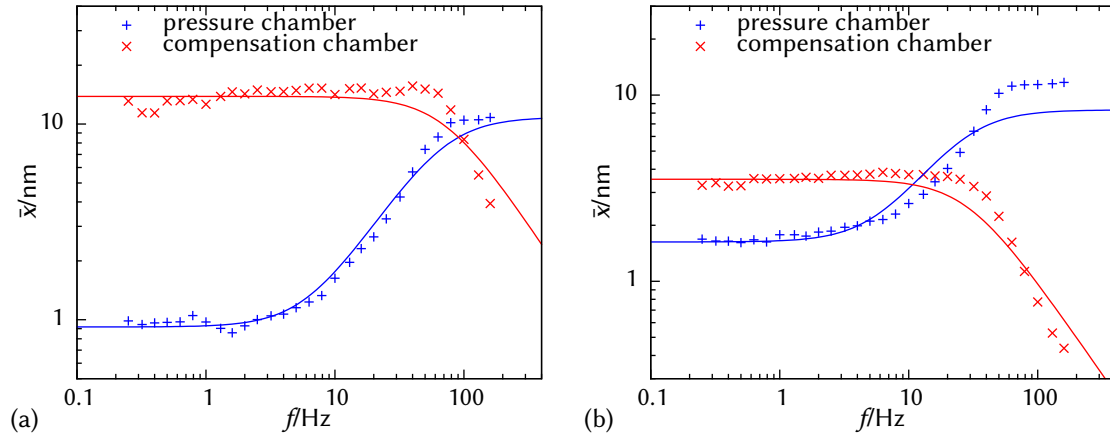 pressure chamber
compensation chamber
10
1
x̄/nm
0.1 1 10 100
(a)
f/Hz
pressure chamber
compensation chamber
10
1
x̄/nm
0.1 1 10 100
(b)
f/Hz